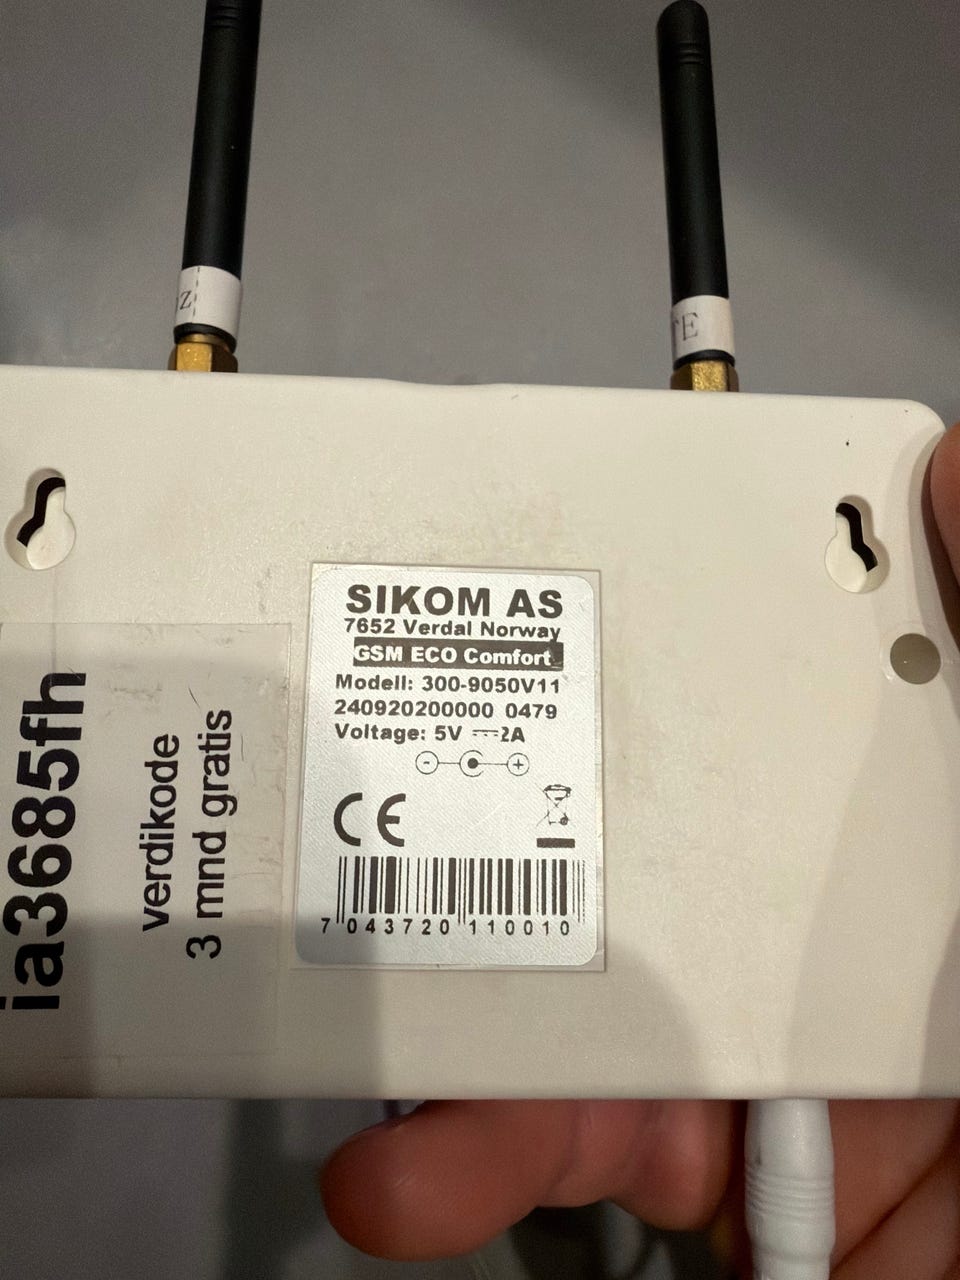 z
TE
SIKOM AS
7652 Verdal Norway
GSM ECO Comfort
Modell: 300-9050V11
240920200000 0479
Voltage: 5V ⎓2A
- +
CE
7 043720 110010
ia3685fh
verdikode
3 mnd gratis